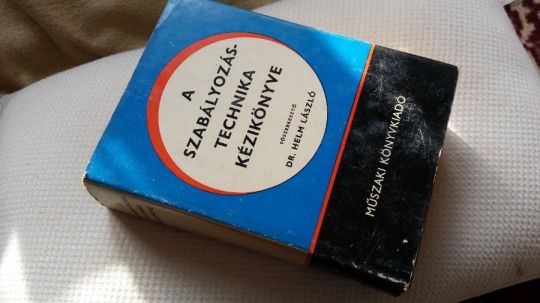 A
SZABÁLYOZÁS-
TECHNIKA
KÉZIKÖNYVE
FŐSZERKESZTŐ
DR. HELM LÁSZLÓ
MŰSZAKI KÖNYVKIADÓ